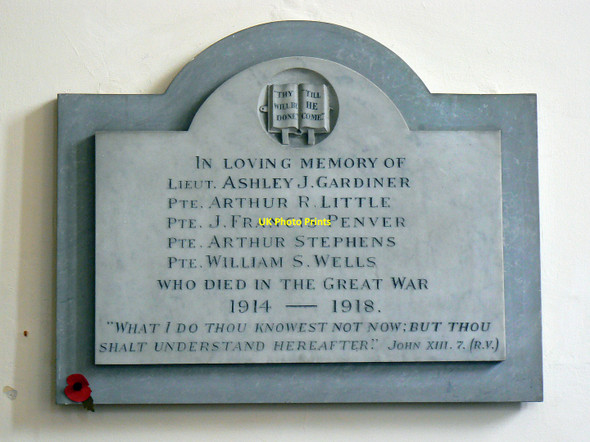 THY WILL BE DONE
TILL HE COME
IN LOVING MEMORY OF
LIEUT. ASHLEY J. GARDINER
PTE. ARTHUR R. LITTLE
PTE. J. PENVER
UK Photo Prints
PTE. ARTHUR STEPHENS
PTE. WILLIAM S. WELLS
WHO DIED IN THE GREAT WAR
1914 — 1918.
"WHAT I DO THOU KNOWEST NOT NOW; BUT THOU
SHALT UNDERSTAND HEREAFTER." JOHN XIII. 7. (R.V.)